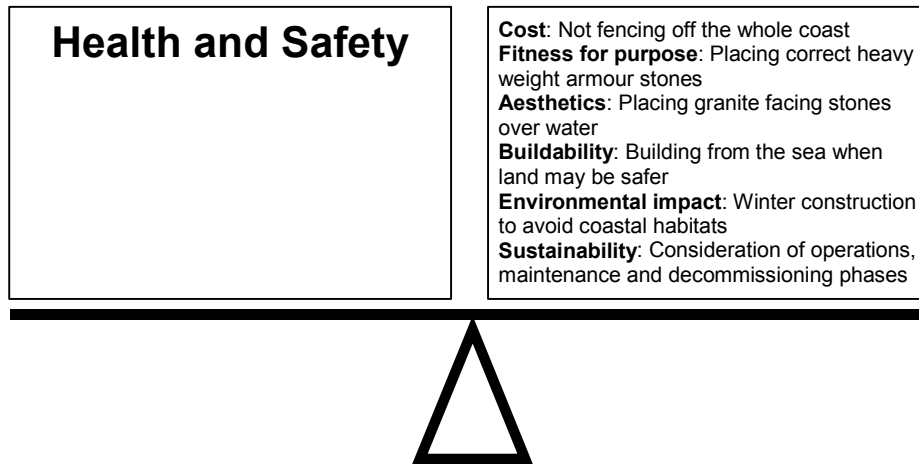 Health and Safety
Cost: Not fencing off the whole coast
Fitness for purpose: Placing correct heavy
weight armour stones
Aesthetics: Placing granite facing stones
over water
Buildability: Building from the sea when
land may be safer
Environmental impact: Winter construction
to avoid coastal habitats
Sustainability: Consideration of operations,
maintenance and decommissioning phases